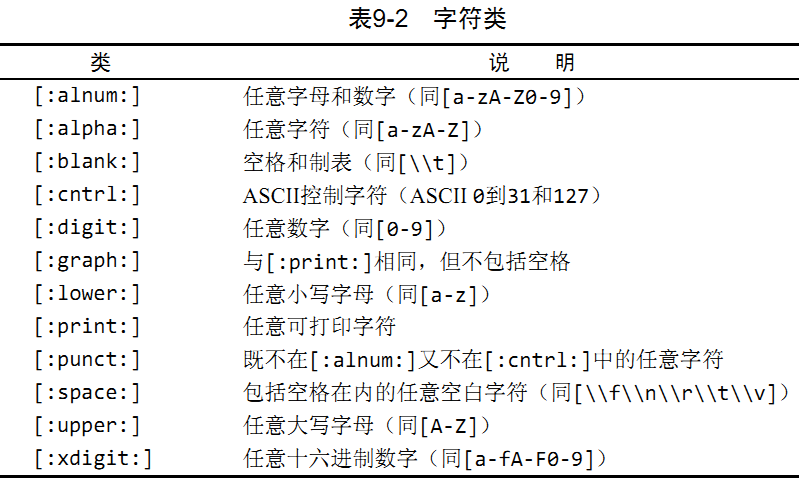 表9-2 字符类
类 说 明
[:alnum:] 任意字母和数字（同[a-zA-Z0-9]）
[:alpha:] 任意字符（同[a-zA-Z]）
[:blank:] 空格和制表（同[\\t]）
[:cntrl:] ASCII控制字符（ASCII 0到31和127）
[:digit:] 任意数字（同[0-9]）
[:graph:] 与[:print:]相同，但不包括空格
[:lower:] 任意小写字母（同[a-z]）
[:print:] 任意可打印字符
[:punct:] 既不在[:alnum:]又不在[:cntrl:]中的任意字符
[:space:] 包括空格在内的任意空白字符（同[\\f\\n\\r\\t\\v]）
[:upper:] 任意大写字母（同[A-Z]）
[:xdigit:] 任意十六进制数字（同[a-fA-F0-9]）